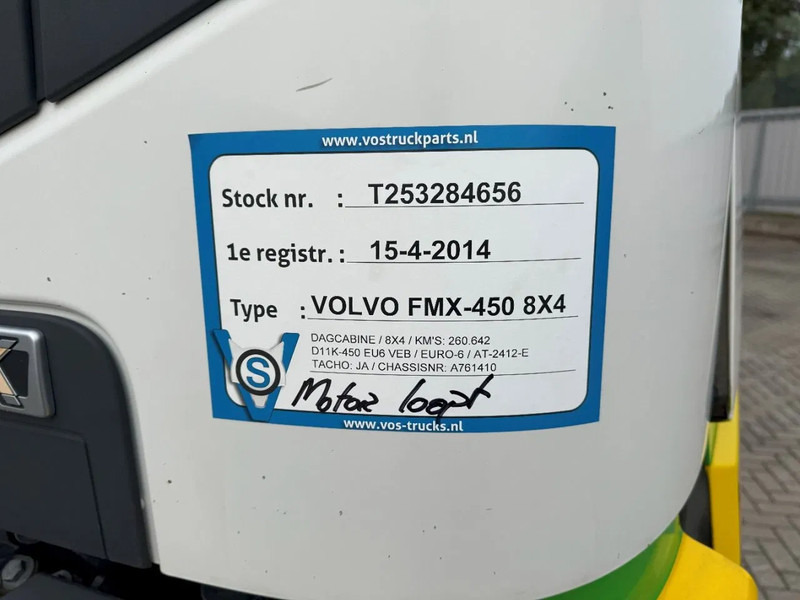 www.vostruckparts.nl
Stock nr. : T253284656
1e registr. : 15-4-2014
Type : VOLVO FMX-450 8X4
DAGCABINE / 8X4 / KM'S: 260.642
D11K-450 EU6 VEB / EURO-6 / AT-2412-E
TACHO: JA / CHASSISNR: A761410
S
Motor loopt
www.vos-trucks.nl
X